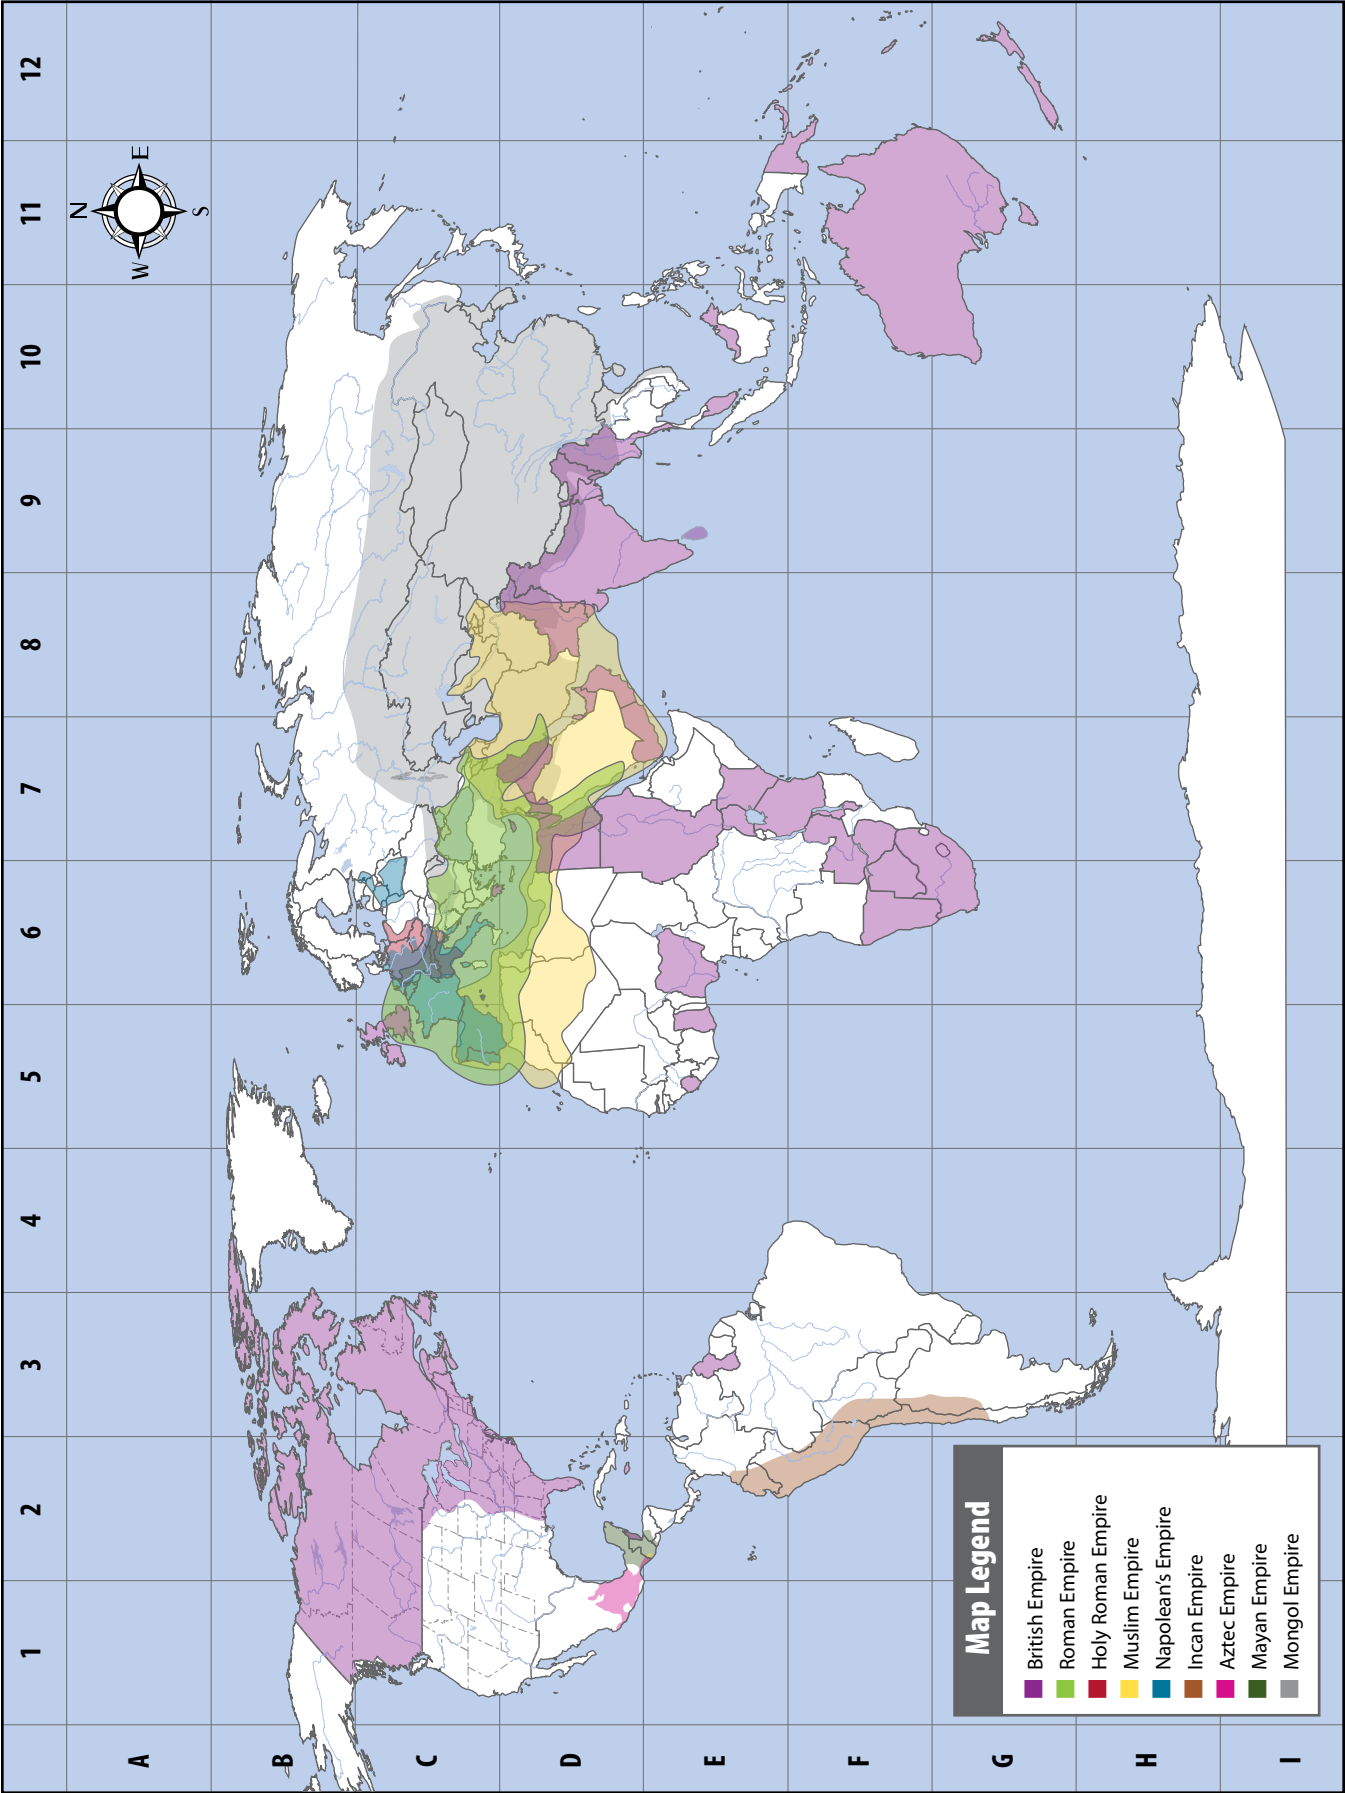 1 2 3 4 5 6 7 8 9 10 11 12
N
W E
S
A
B
C
D
E
F
G
H
I
Map Legend
British Empire
Roman Empire
Holy Roman Empire
Muslim Empire
Napolean's Empire
Incan Empire
Aztec Empire
Mayan Empire
Mongol Empire